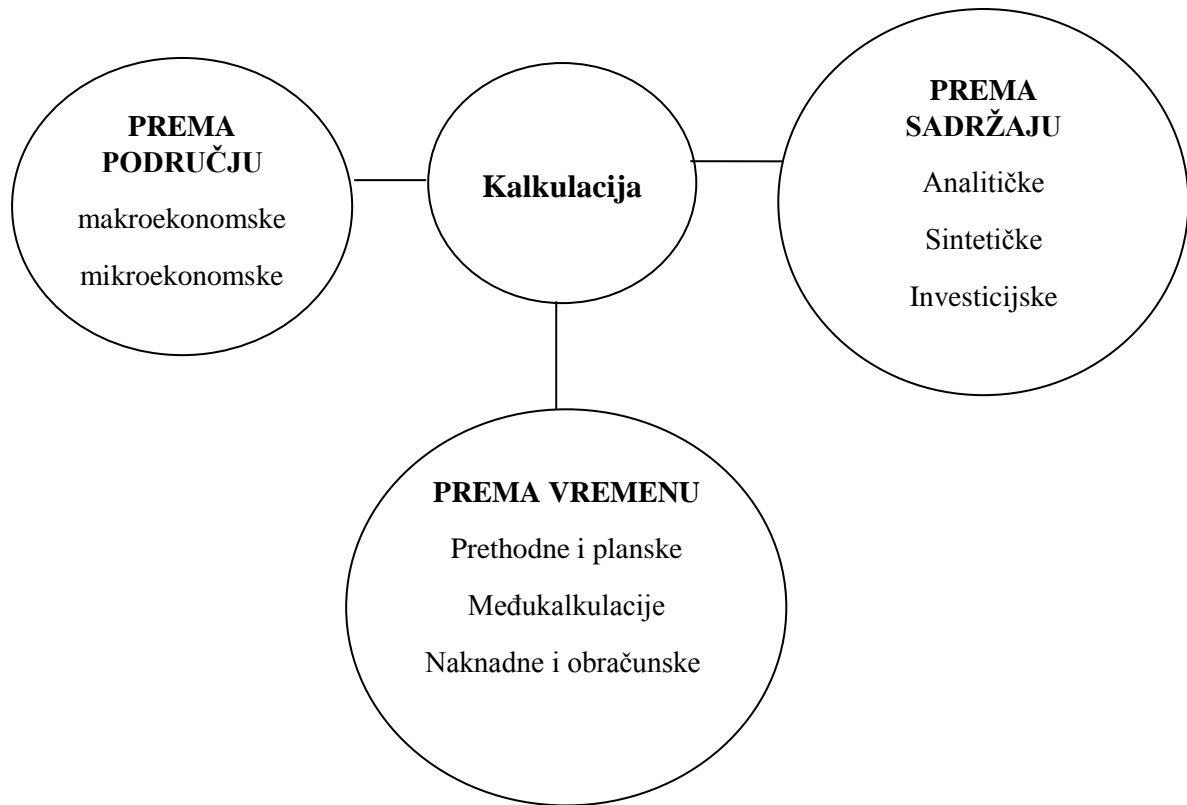 PREMA
PODRUČJU
makroekonomske
mikroekonomske
Kalkulacija
PREMA
SADRŽAJU
Analitičke
Sintetičke
Investicijske
PREMA VREMENU
Prethodne i planske
Međukalkulacije
Naknadne i obračunske